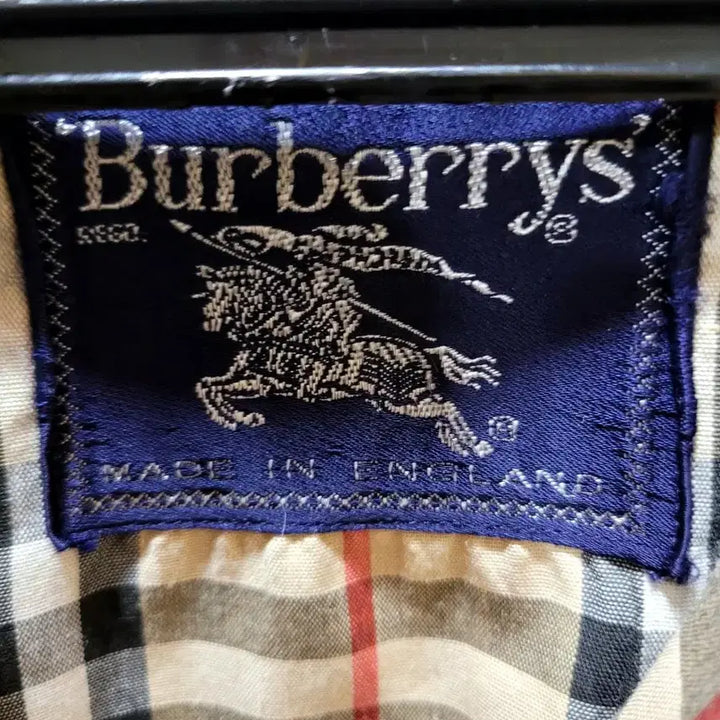 'Burberrys'
REGD.
®
®
MADE IN ENGLAND